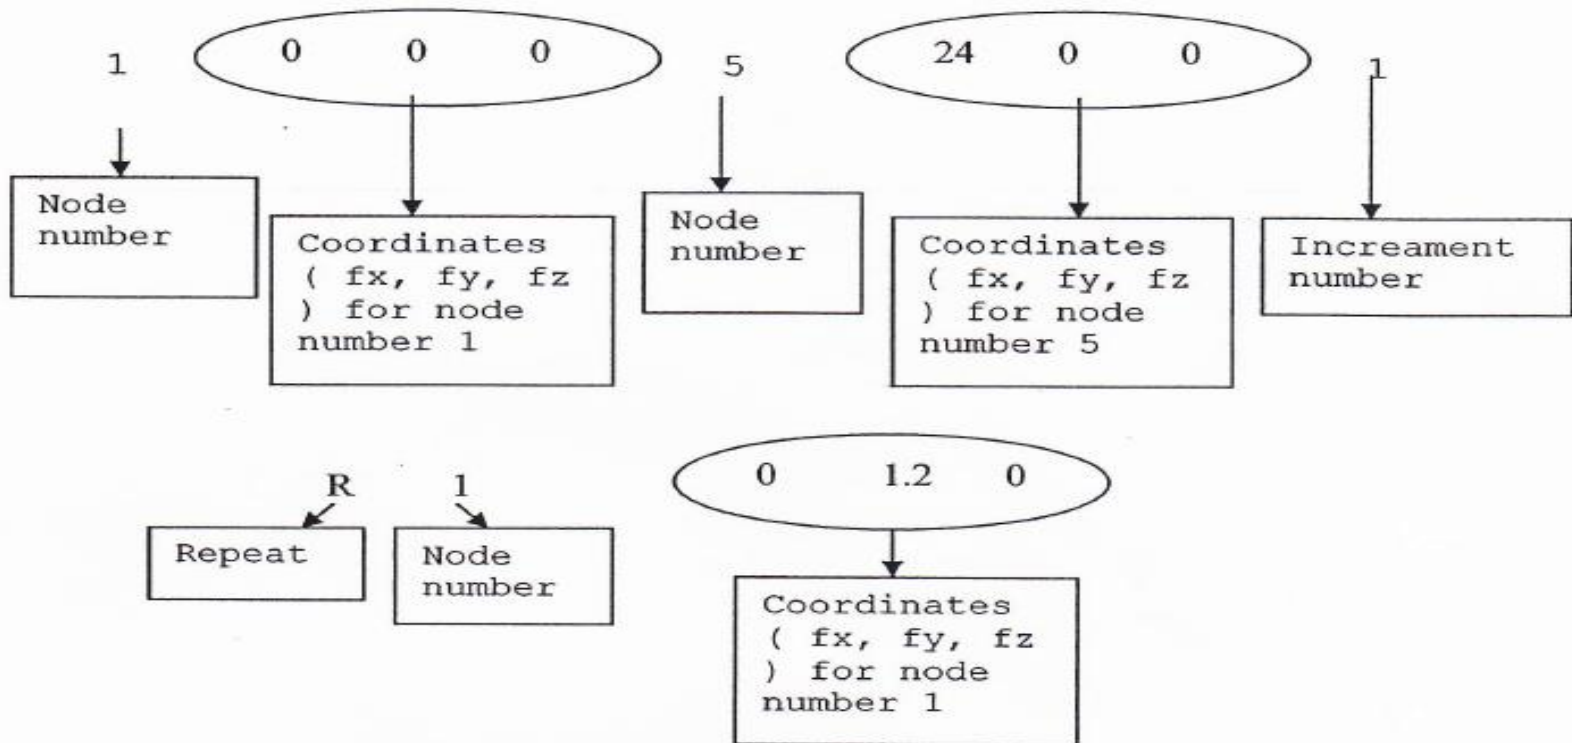 1 0 0 0 5 24 0 0 1
Node
number
Coordinates
( fx, fy, fz
) for node
number 1
Node
number
Coordinates
( fx, fy, fz
) for node
number 5
Increament
number
R 1 0 1.2 0
Repeat
Node
number
Coordinates
( fx, fy, fz
) for node
number 1